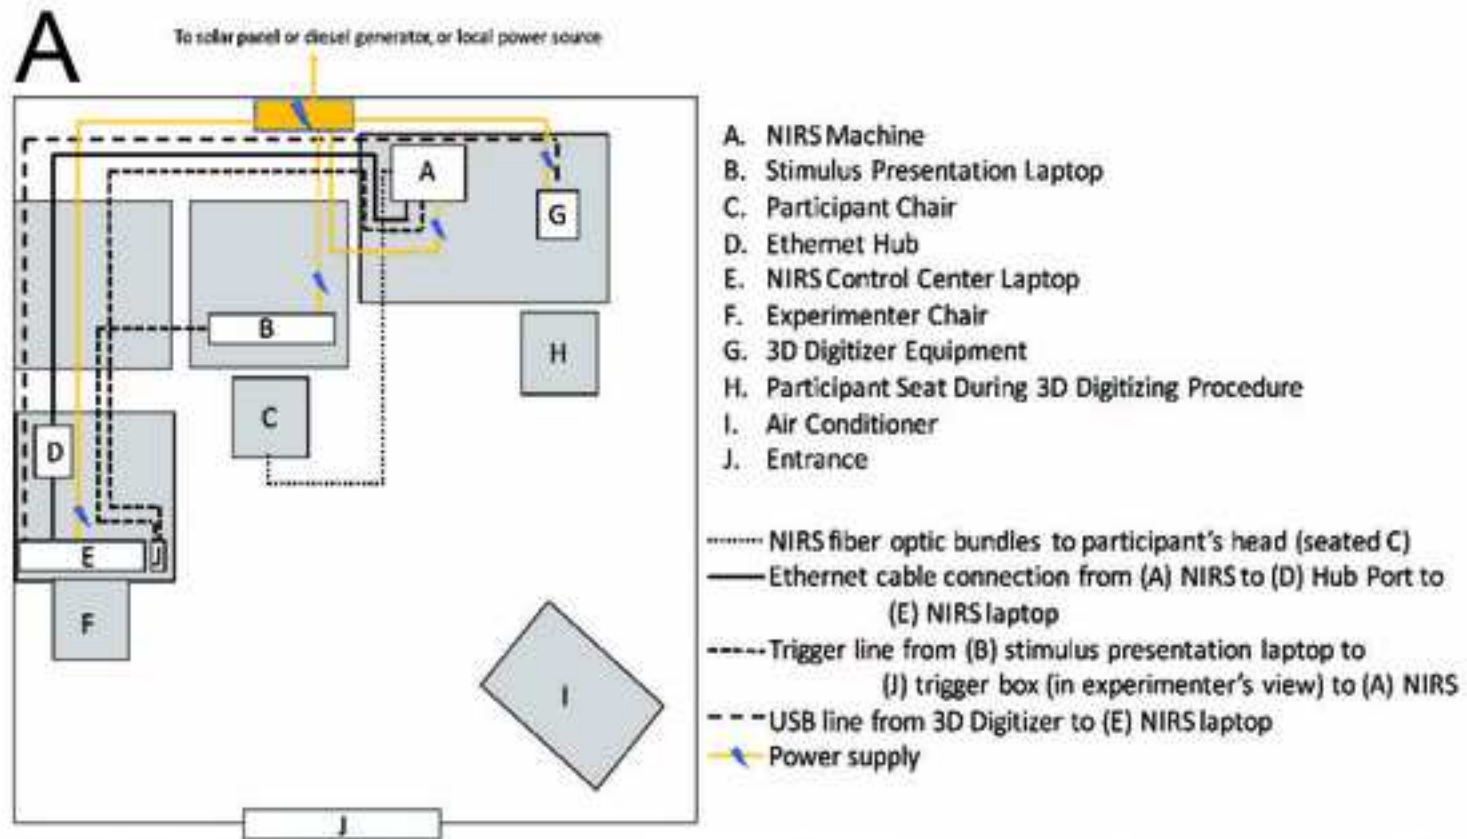 A
To solar panel or diesel generator, or local power source
A
G
B
H
C
D
E
J
F
I
J
A. NIRS Machine
B. Stimulus Presentation Laptop
C. Participant Chair
D. Ethernet Hub
E. NIRS Control Center Laptop
F. Experimenter Chair
G. 3D Digitizer Equipment
H. Participant Seat During 3D Digitizing Procedure
I. Air Conditioner
J. Entrance
NIRS fiber optic bundles to participant's head (seated C)
Ethernet cable connection from (A) NIRS to (D) Hub Port to
(E) NIRS laptop
Trigger line from (B) stimulus presentation laptop to
(J) trigger box (in experimenter's view) to (A) NIRS
USB line from 3D Digitizer to (E) NIRS laptop
Power supply